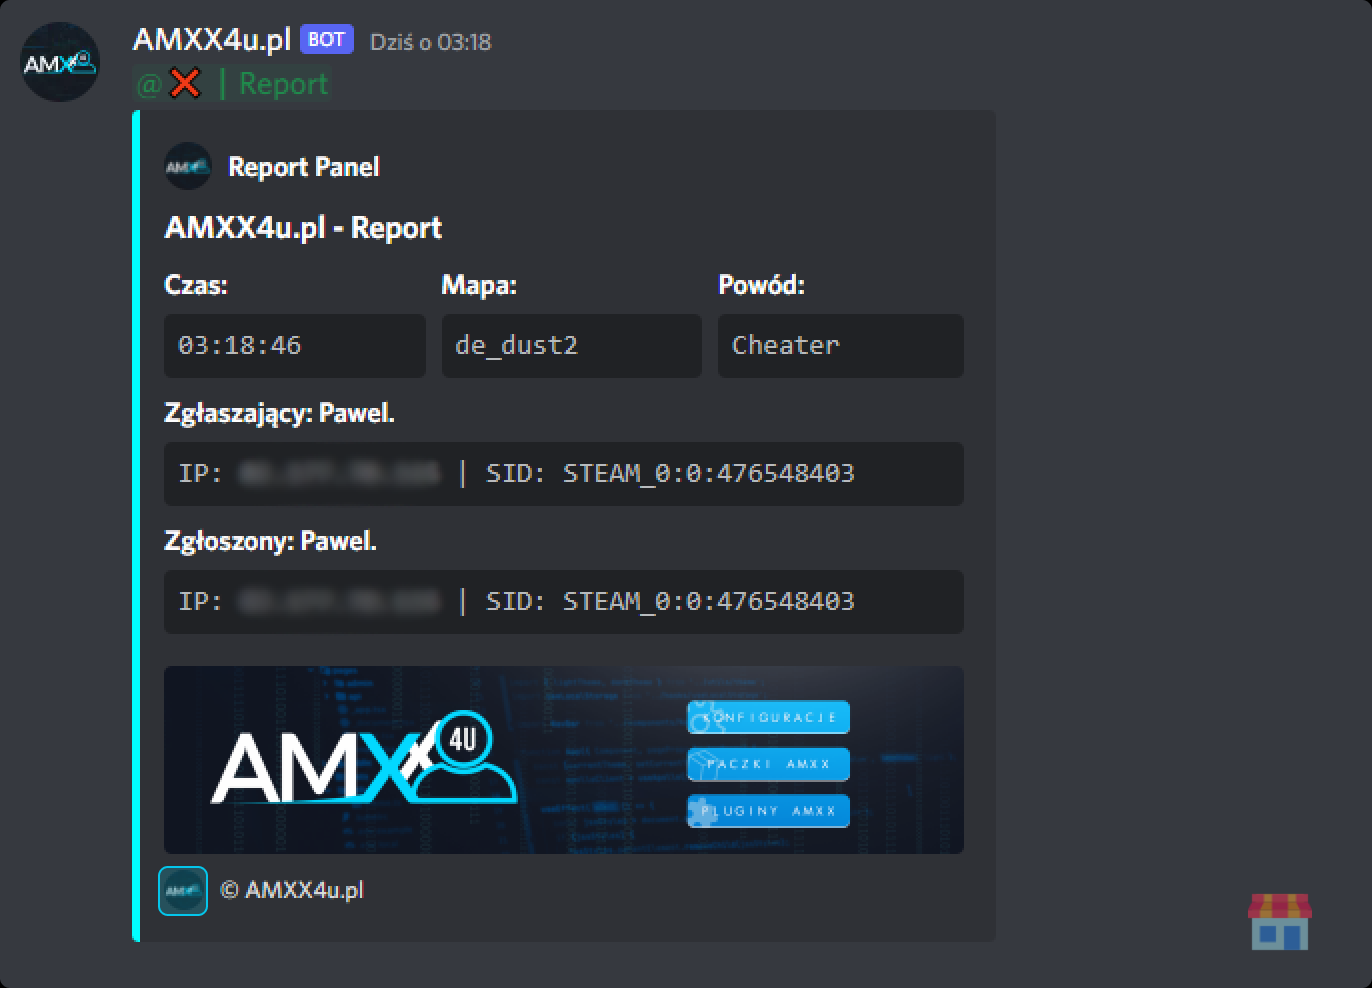 AMXX4u.pl BOT Dziś o 03:18
@❌ | Report
Report Panel
AMXX4u.pl - Report
Czas: Mapa: Powód:
03:18:46 de_dust2 Cheater
Zgłaszający: Pawel.
IP: | SID: STEAM_0:0:476548403
Zgłoszony: Pawel.
IP: | SID: STEAM_0:0:476548403
AMXX 4U
KONFIGURACJE
PACZKI AMXX
PLUGINY AMXX
© AMXX4u.pl